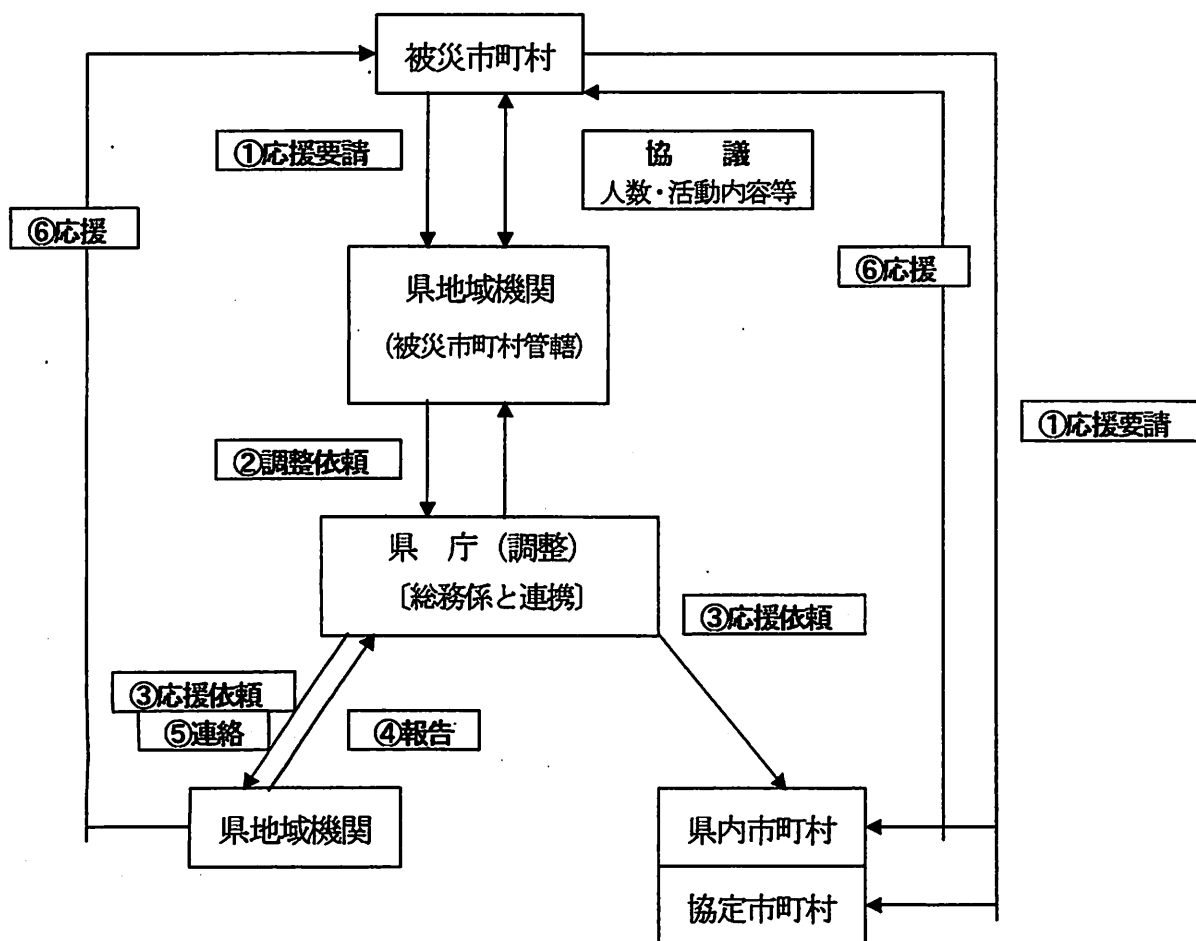 被災市町村
①応援要請
協　議
人数・活動内容等
⑥応援
県地域機関
(被災市町村管轄)
⑥応援
①応援要請
②調整依頼
県　庁（調整）
〔総務係と連携〕
③応援依頼
③応援依頼
⑤連絡
④報告
県地域機関
県内市町村
協定市町村